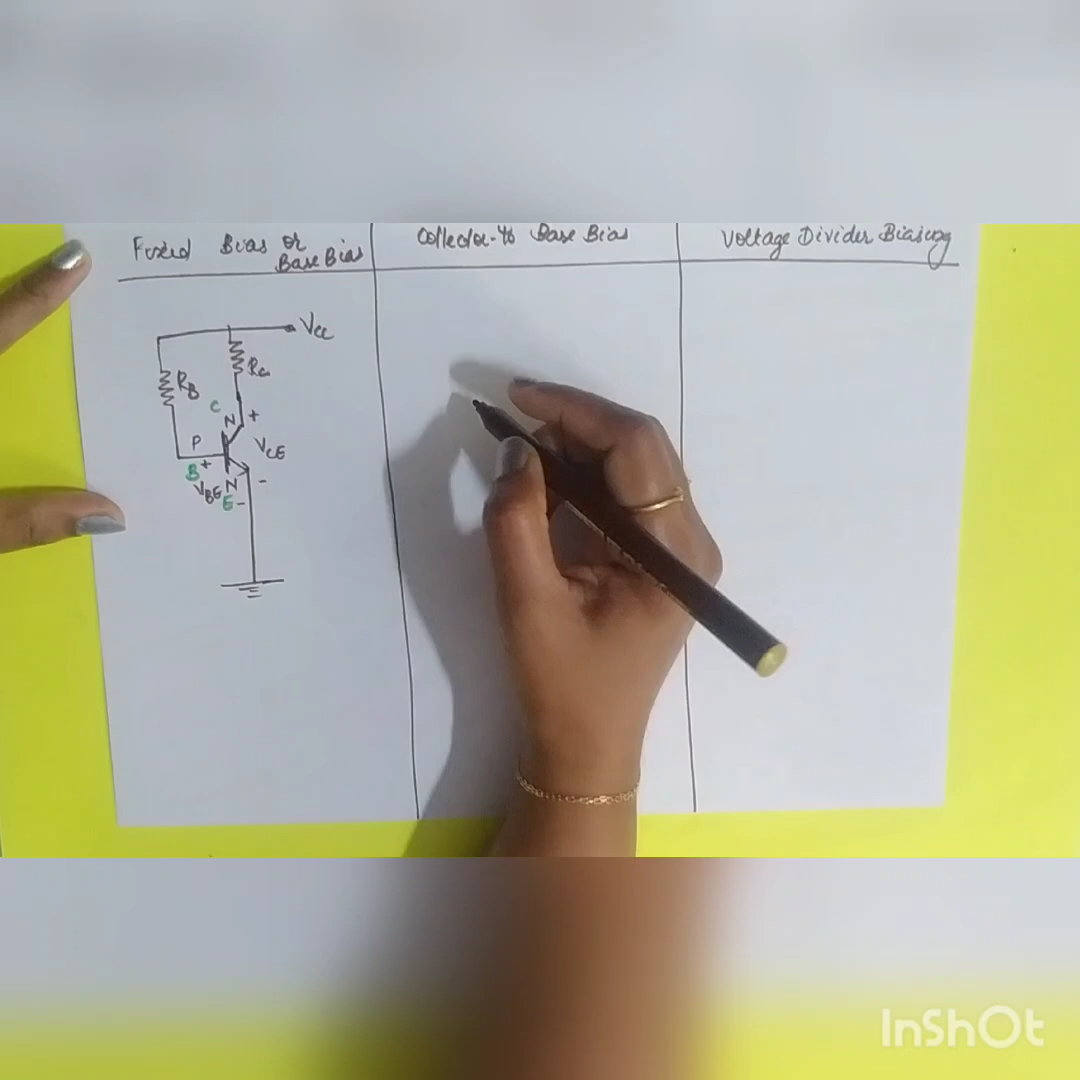 Fixed Bias or
Base Bias
Collector-to Base Bias
Voltage Divider Biasing
Vcc
Rc
RB
C
N
+
P
VCE
B
+
-
VBE
N
E
-
InShOt